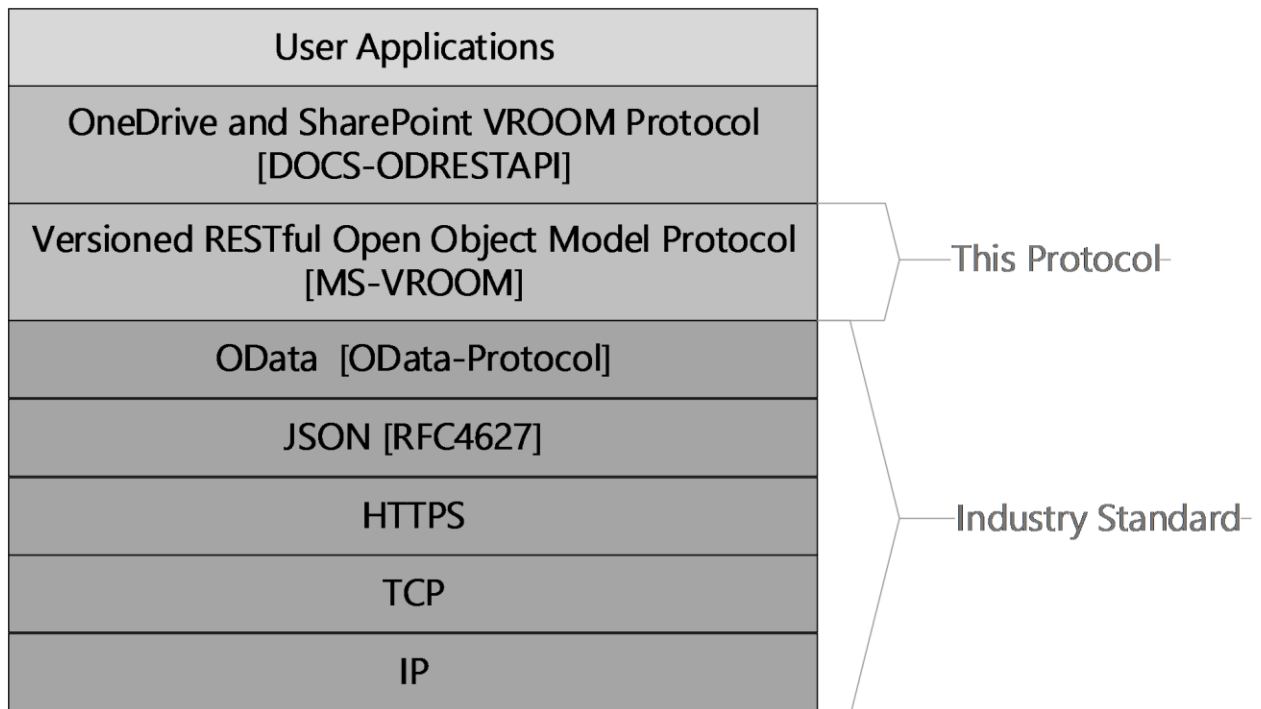 User Applications
OneDrive and SharePoint VROOM Protocol
[DOCS-ODRESTAPI]
Versioned RESTful Open Object Model Protocol
[MS-VROOM]
This Protocol
OData  [OData-Protocol]
JSON [RFC4627]
HTTPS
Industry Standard
TCP
IP